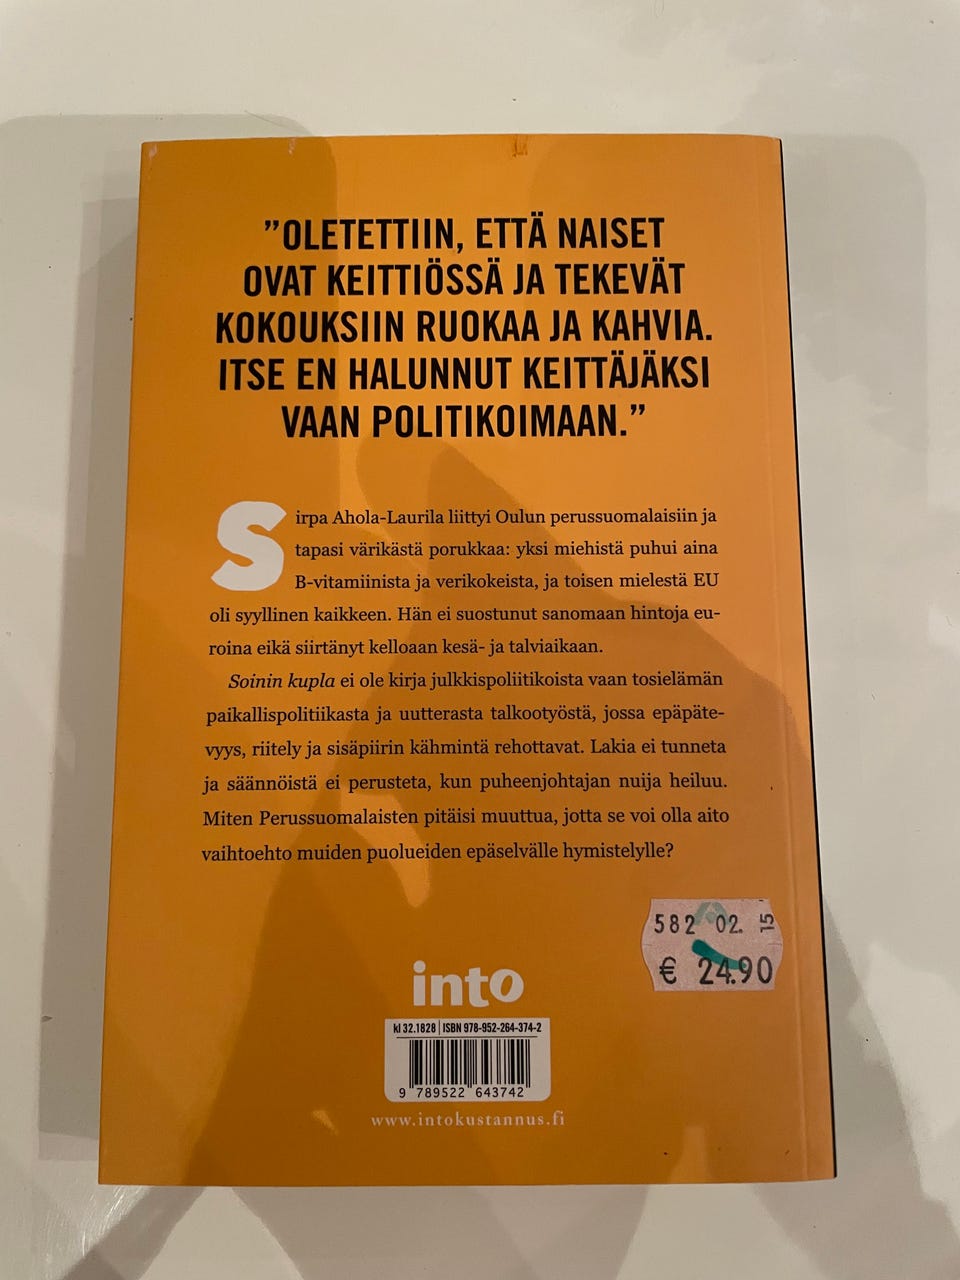 ”OLETETTIIN, ETTÄ NAISET
OVAT KEITTIÖSSÄ JA TEKEVÄT
KOKOUKSIIN RUOKAA JA KAHVIA.
ITSE EN HALUNNUT KEITTÄJÄKSI
VAAN POLITIKOIMAAN.”
Sirpa Ahola-Laurila liittyi Oulun perussuomalaisiin ja
tapasi värikästä porukkaa: yksi miehistä puhui aina
B-vitamiinista ja verikokeista, ja toisen mielestä EU
oli syyllinen kaikkeen. Hän ei suostunut sanomaan hintoja eu-
roina eikä siirtänyt kelloaan kesä- ja talviaikaan.
Soinin kupla ei ole kirja julkkispoliitikoista vaan tosielämän
paikallispolitiikasta ja uutterasta talkootyöstä, jossa epäpäte-
vyys, riitely ja sisäpiirin kähmintä rehottavat. Lakia ei tunneta
ja säännöistä ei perusteta, kun puheenjohtajan nuija heiluu.
Miten Perussuomalaisten pitäisi muuttua, jotta se voi olla aito
vaihtoehto muiden puolueiden epäselvälle hymistelylle?
582 02. 15
€ 24.90
into
kl 32.1828 | ISBN 978-952-264-374-2
9 789522 643742
www.intokustannus.fi